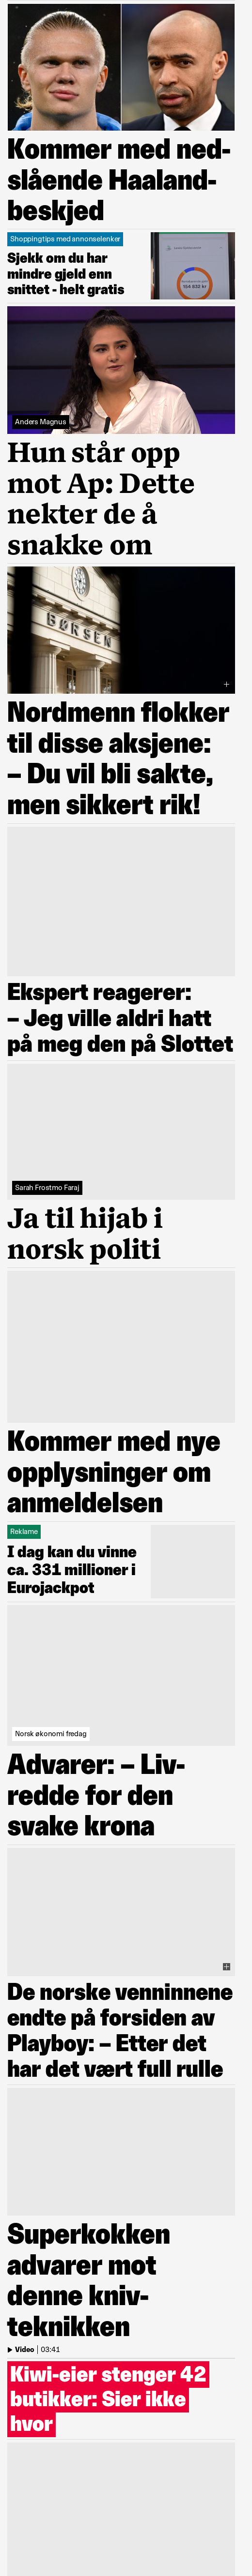 Kommer med ned-
slående Haaland-
beskjed
Shoppingtips med annonselenker
Sjekk om du har
mindre gjeld enn
snittet - helt gratis
Anders Magnus
Hun står opp
mot Ap: Dette
nekter de å
snakke om
BØRSEN
Nordmenn flokker
til disse aksjene:
– Du vil bli sakte,
men sikkert rik!
Ekspert reagerer:
– Jeg ville aldri hatt
på meg den på Slottet
Sarah Frostmo Faraj
Ja til hijab i
norsk politi
Kommer med nye
opplysninger om
anmeldelsen
Reklame
I dag kan du vinne
ca. 331 millioner i
Eurojackpot
Norsk økonomi fredag
Advarer: – Liv-
redde for den
svake krona
De norske venninnene
endte på forsiden av
Playboy: – Etter det
har det vært full rulle
Superkokken
advarer mot
denne kniv-
teknikken
Video 03:41
Kiwi-eier stenger 42
butikker: Sier ikke
hvor